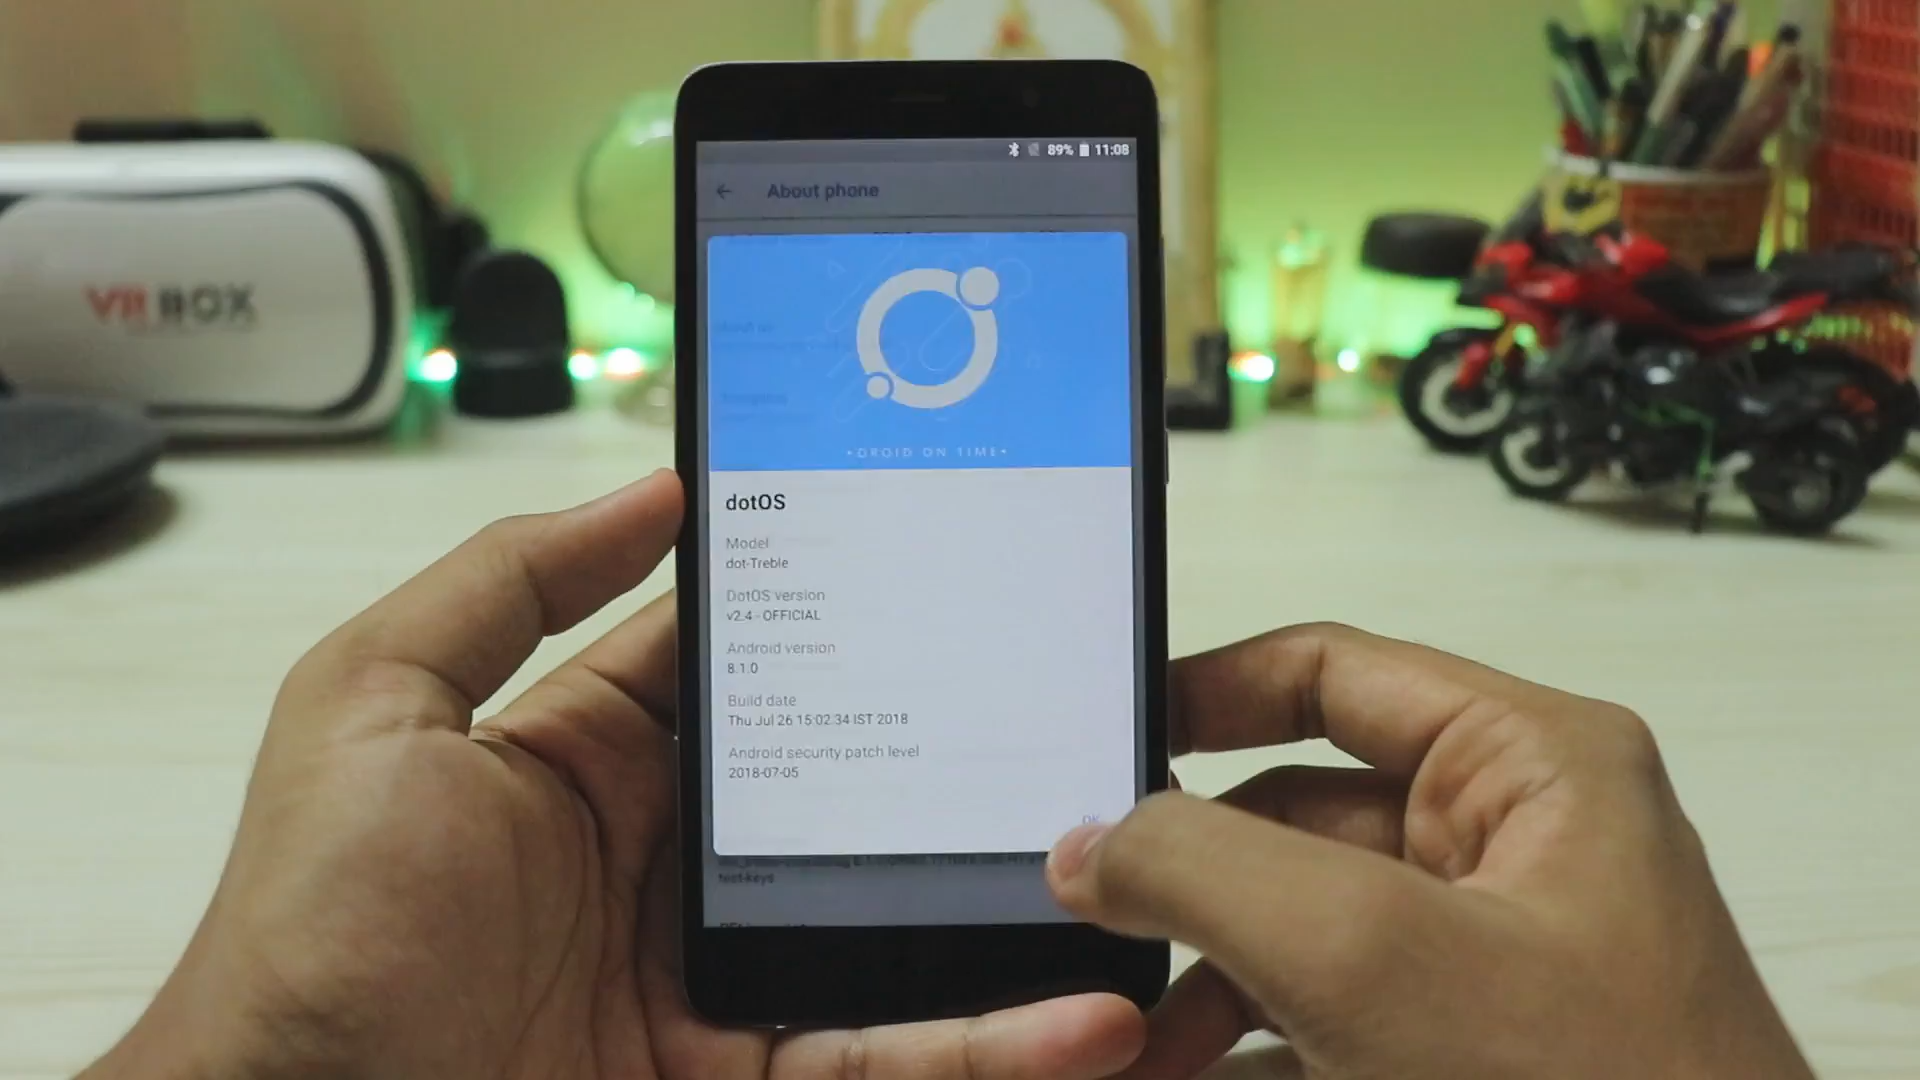 89% 11:08
About phone
VR BOX
•DROID ON TIME•
dotOS
Model
dot-Treble
DotOS version
v2.4 - OFFICIAL
Android version
8.1.0
Build date
Thu Jul 26 15:02:34 IST 2018
Android security patch level
2018-07-05
OK
test-keys